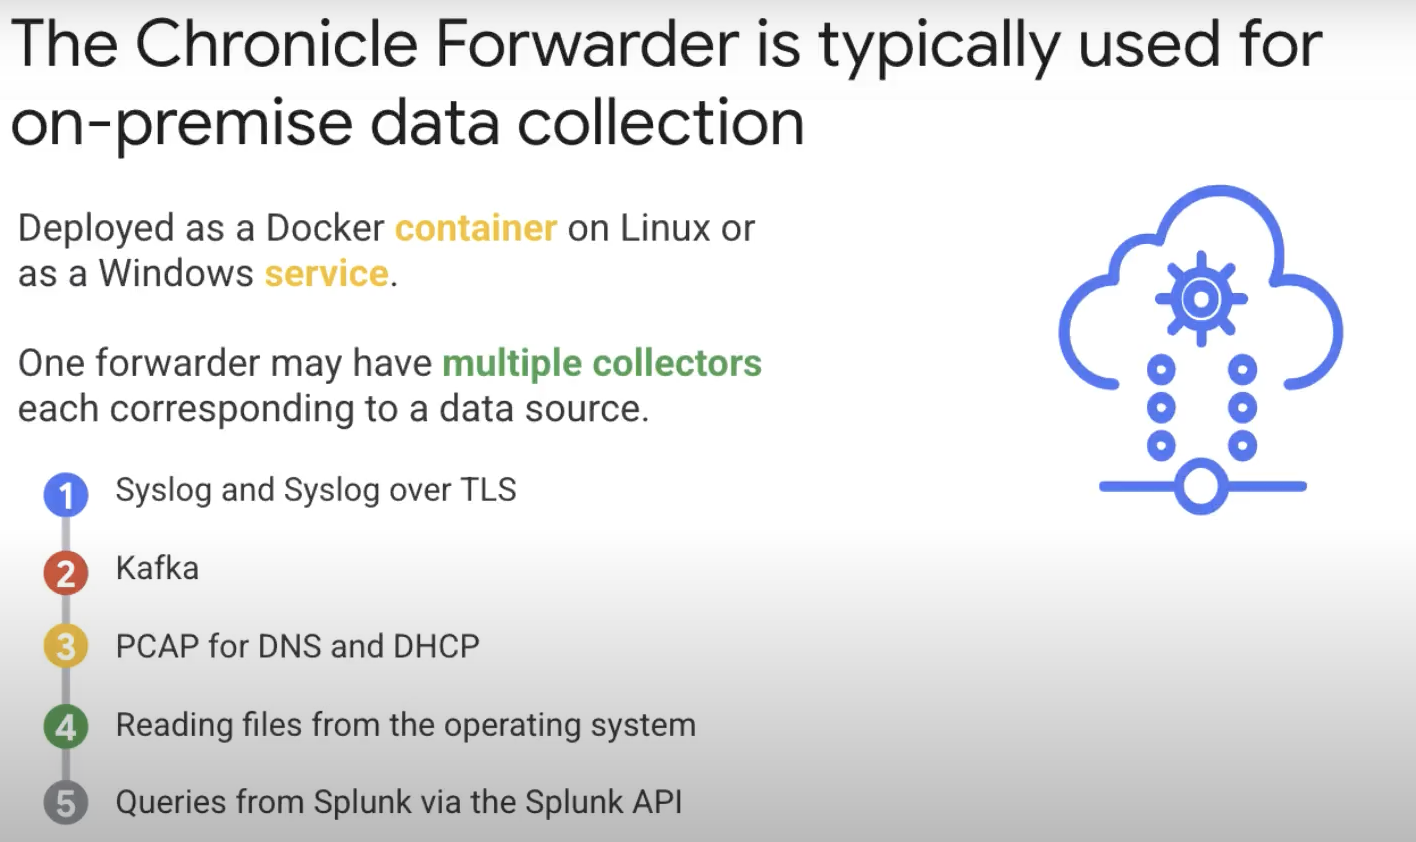 The Chronicle Forwarder is typically used for
on-premise data collection
Deployed as a Docker container on Linux or
as a Windows service.
One forwarder may have multiple collectors
each corresponding to a data source.
1 Syslog and Syslog over TLS
2 Kafka
3 PCAP for DNS and DHCP
4 Reading files from the operating system
5 Queries from Splunk via the Splunk API